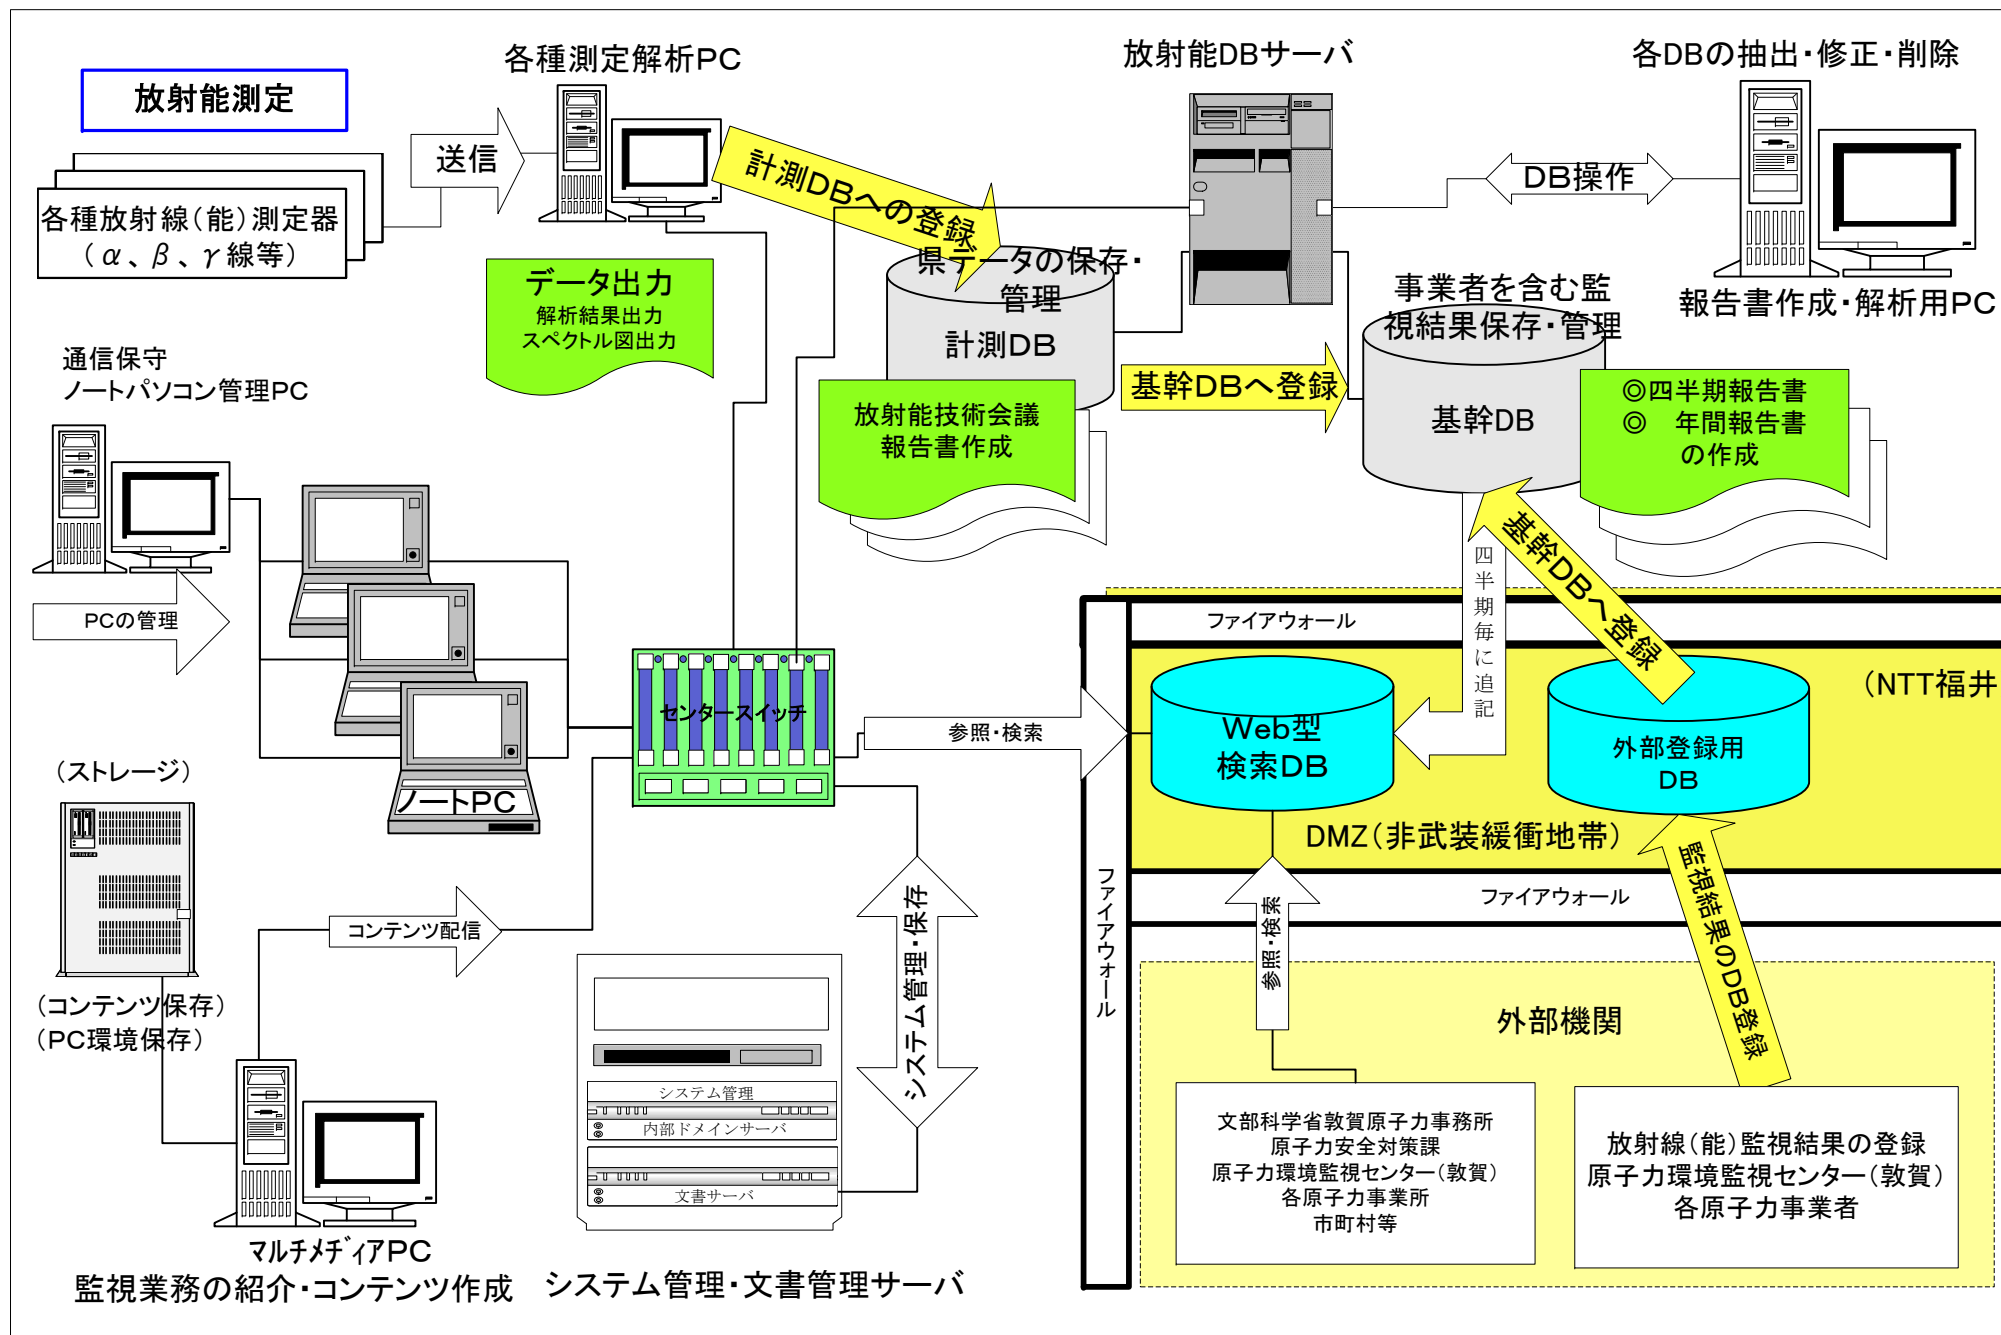 放射能測定
各種放射線(能)測定器
(α、β、γ線等)
送信
各種測定解析PC
計測DBへの登録
データ出力
解析結果出力
スペクトル図出力
放射能DBサーバ
DB操作
各DBの抽出・修正・削除
報告書作成・解析用PC
県データの保存・
管理
計測DB
放射能技術会議
報告書作成
基幹DBへ登録
事業者を含む監
視結果保存・管理
基幹DB
◎四半期報告書
◎ 年間報告書
の作成
通信保守
ノートパソコン管理PC
PCの管理
ノートPC
センタースイッチ
参照・検索
四半期毎に追記
基幹DBへ登録
ファイアウォール
(NTT福井
Web型
検索DB
外部登録用
DB
DMZ(非武装緩衝地帯)
ファイアウォール
ファイアウォール
参照・検索
監視結果のDB登録
外部機関
文部科学省敦賀原子力事務所
原子力安全対策課
原子力環境監視センター(敦賀)
各原子力事業所
市町村等
放射線(能)監視結果の登録
原子力環境監視センター(敦賀)
各原子力事業者
(ストレージ)
(コンテンツ保存)
(PC環境保存)
コンテンツ配信
マルチメディアPC
監視業務の紹介・コンテンツ作成
システム管理・保存
システム管理
内部ドメインサーバ
文書サーバ
システム管理・文書管理サーバ